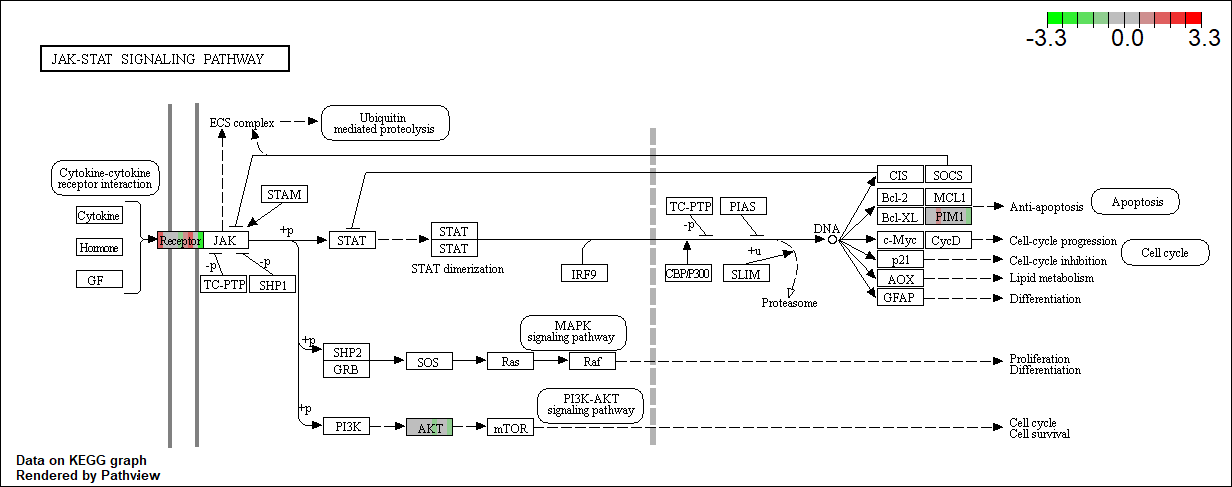 -3.3 0.0 3.3
JAK-STAT SIGNALING PATHWAY
ECS complex
Ubiquitin
mediated proteolysis
Cytokine-cytokine
receptor interaction
Cytokine
Hormone
GF
Receptor
JAK
STAM
+p
-p
-p
TC-PTP
SHP1
STAT
STAT
STAT
STAT dimerization
IRF9
TC-PTP
PIAS
-p
+u
CBP/P300
SLIM
Proteasome
DNA
CIS
SOCS
Bcl-2
MCL1
Bcl-XL
PIM1
c-Myc
CycD
p21
AOX
GFAP
Anti-apoptosis
Apoptosis
Cell-cycle progression
Cell-cycle inhibition
Cell cycle
Lipid metabolism
Differentiation
+p
SHP2
GRB
SOS
Ras
Raf
MAPK
signaling pathway
Proliferation
Differentiation
+p
PI3K
AKT
mTOR
PI3K-AKT
signaling pathway
Cell cycle
Cell survival
Data on KEGG graph
Rendered by Pathview